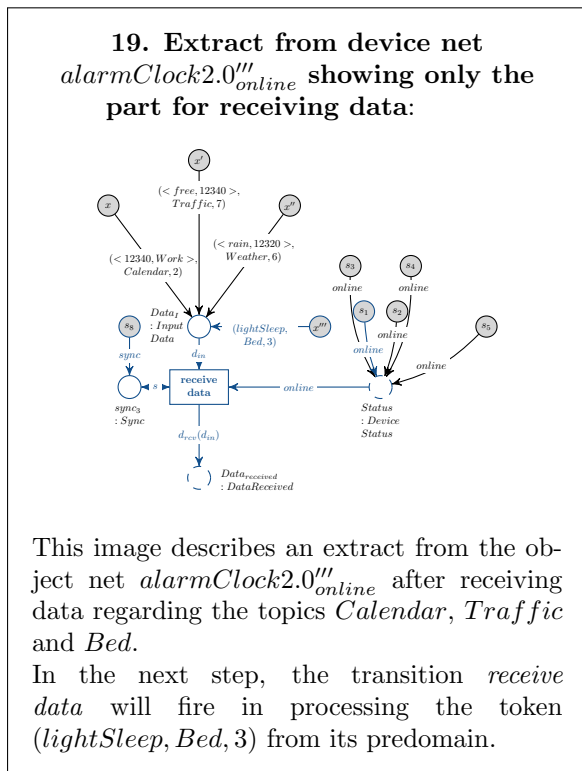 19. Extract from device net
alarmClock2.0'''online showing only the
part for receiving data:
x'
(< free, 12340 >,
Traffic, 7)
x
x''
(< 12340, Work >,
Calendar, 2)
(< rain, 12320 >,
Weather, 6)
s3
s4
online
online
s8
DataI
: Input
Data
(lightSleep,
Bed, 3)
x'''
s1
s2
s5
sync
din
online
online
online
s
receive
data
online
sync3
: Sync
Status
: Device
Status
drcv(din)
Datareceived
: DataReceived
This image describes an extract from the ob-
ject net alarmClock2.0'''online after receiving
data regarding the topics Calendar, Traffic
and Bed.
In the next step, the transition receive
data will fire in processing the token
(lightSleep, Bed, 3) from its predomain.